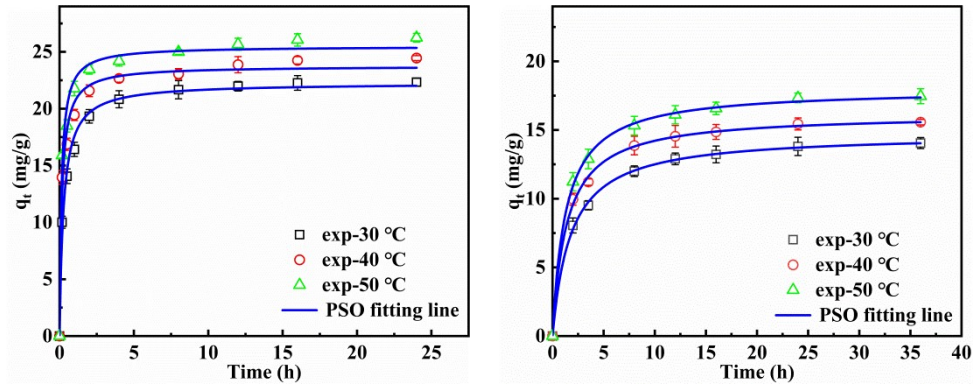 q_t (mg/g)
25
20
15
10
5
0
exp-30 °C
exp-40 °C
exp-50 °C
PSO fitting line
0 5 10 15 20 25
Time (h)
q_t (mg/g)
20
15
10
5
0
exp-30 °C
exp-40 °C
exp-50 °C
PSO fitting line
0 5 10 15 20 25 30 35 40
Time (h)